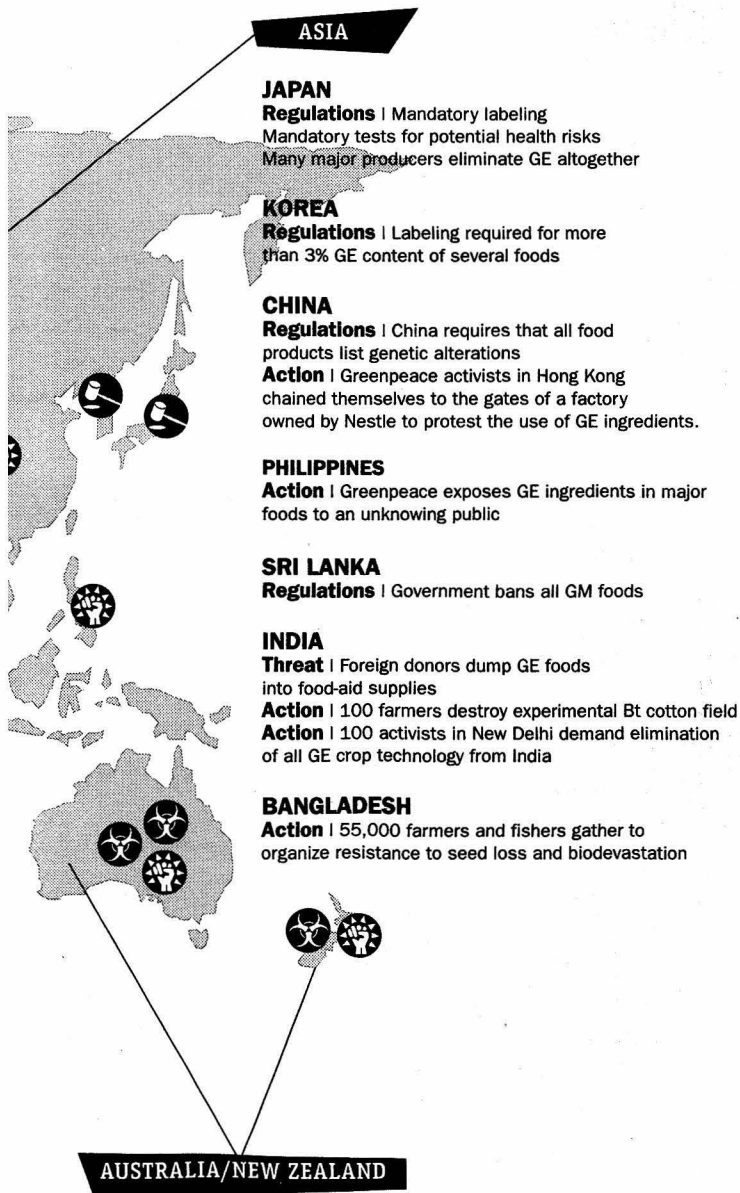 ASIA
JAPAN
Regulations | Mandatory labeling
Mandatory tests for potential health risks
Many major producers eliminate GE altogether
KOREA
Regulations | Labeling required for more
than 3% GE content of several foods
CHINA
Regulations | China requires that all food
products list genetic alterations
Action | Greenpeace activists in Hong Kong
chained themselves to the gates of a factory
owned by Nestle to protest the use of GE ingredients.
PHILIPPINES
Action | Greenpeace exposes GE ingredients in major
foods to an unknowing public
SRI LANKA
Regulations | Government bans all GM foods
INDIA
Threat | Foreign donors dump GE foods
into food-aid supplies
Action | 100 farmers destroy experimental Bt cotton field
Action | 100 activists in New Delhi demand elimination
of all GE crop technology from India
BANGLADESH
Action | 55,000 farmers and fishers gather to
organize resistance to seed loss and biodevastation
AUSTRALIA/NEW ZEALAND